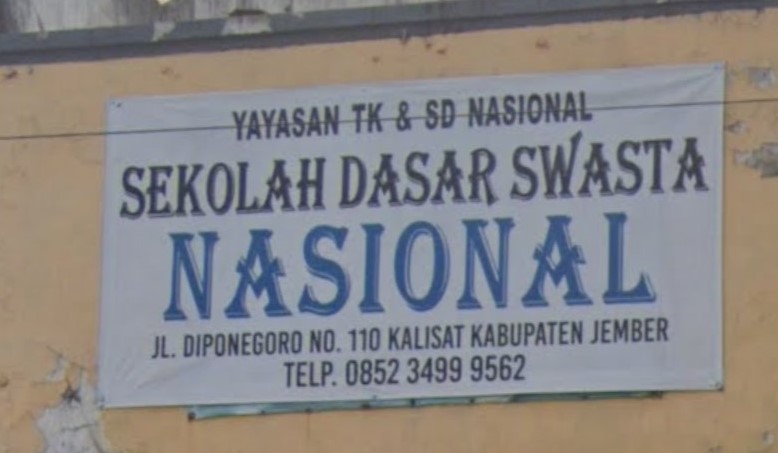 YAYASAN TK & SD NASIONAL
SEKOLAH DASAR SWASTA
NASIONAL
JL. DIPONEGORO NO. 110 KALISAT KABUPATEN JEMBER
TELP. 0852 3499 9562